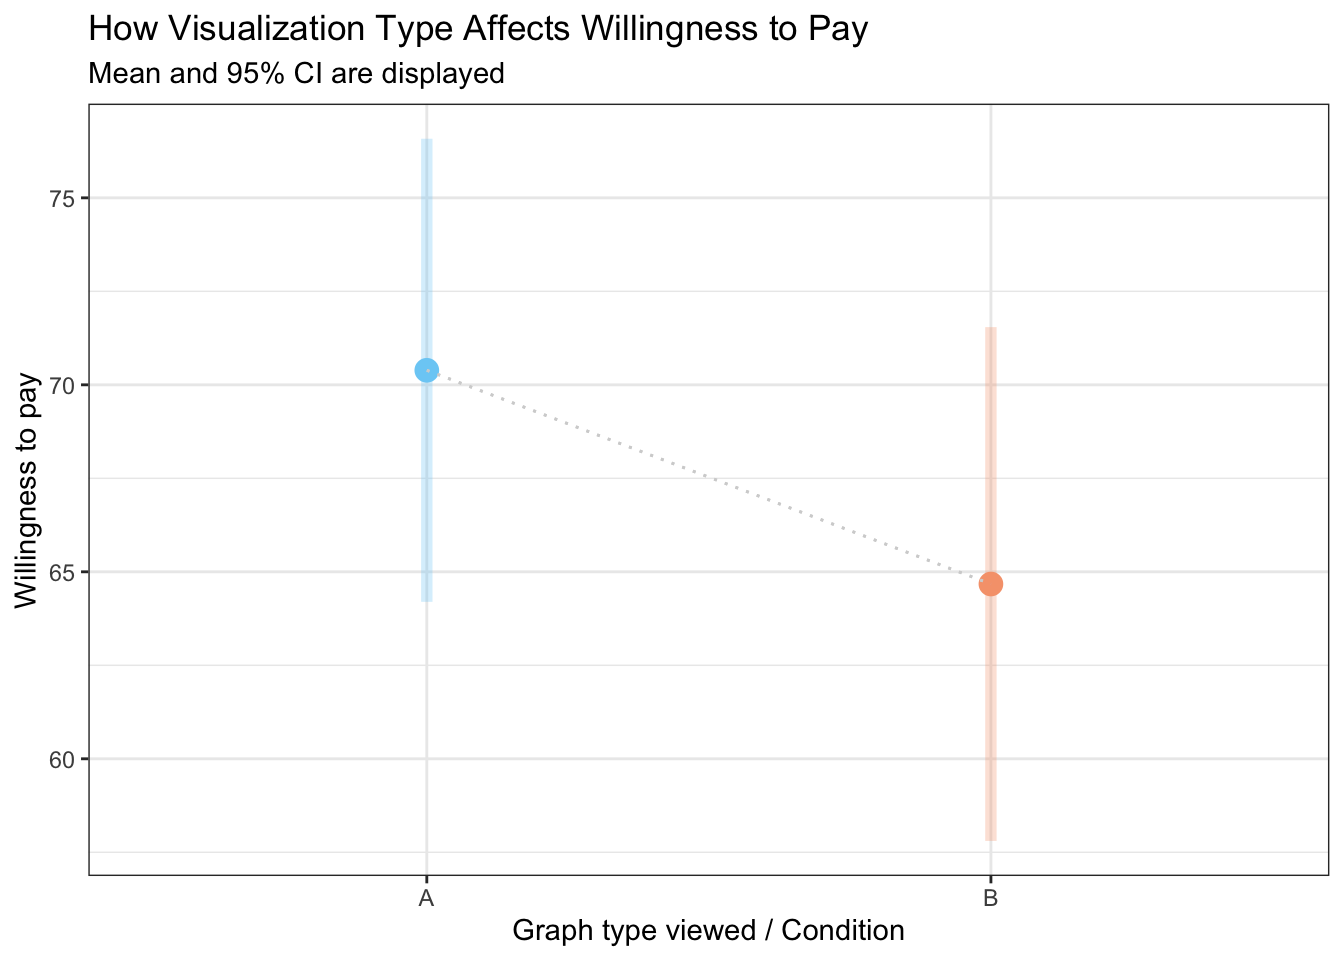 How Visualization Type Affects Willingness to Pay
Mean and 95% CI are displayed
75
70
65
60
Willingness to pay
A
B
Graph type viewed / Condition